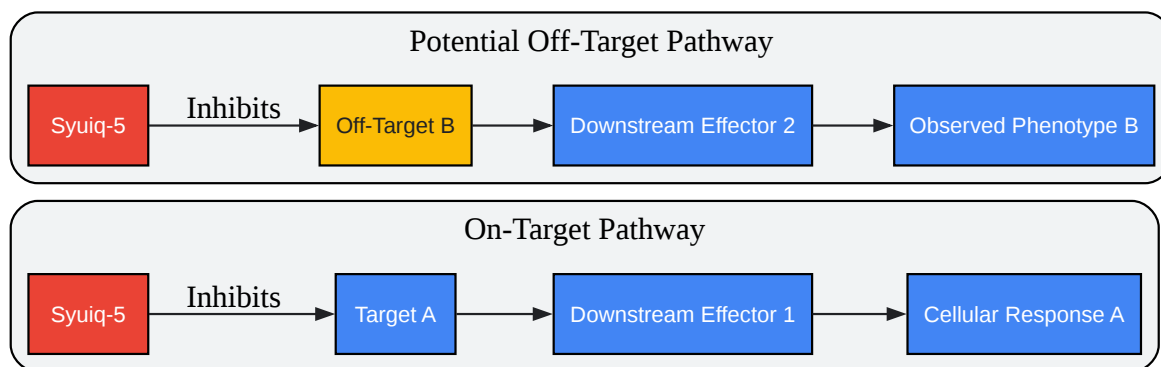 Potential Off-Target Pathway
Syuiq-5
Inhibits
Off-Target B
Downstream Effector 2
Observed Phenotype B
On-Target Pathway
Syuiq-5
Inhibits
Target A
Downstream Effector 1
Cellular Response A